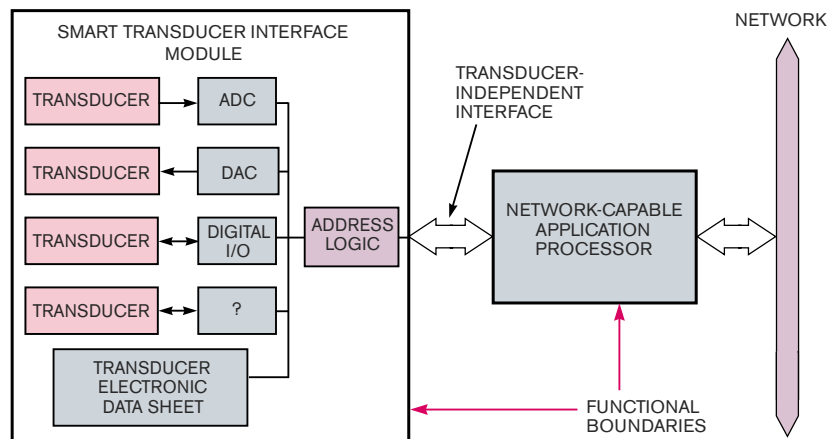 SMART TRANSDUCER INTERFACE
MODULE
TRANSDUCER
ADC
TRANSDUCER
DAC
TRANSDUCER
DIGITAL
I/O
TRANSDUCER
?
TRANSDUCER
ELECTRONIC
DATA SHEET
ADDRESS
LOGIC
TRANSDUCER-
INDEPENDENT
INTERFACE
NETWORK-CAPABLE
APPLICATION
PROCESSOR
NETWORK
FUNCTIONAL
BOUNDARIES